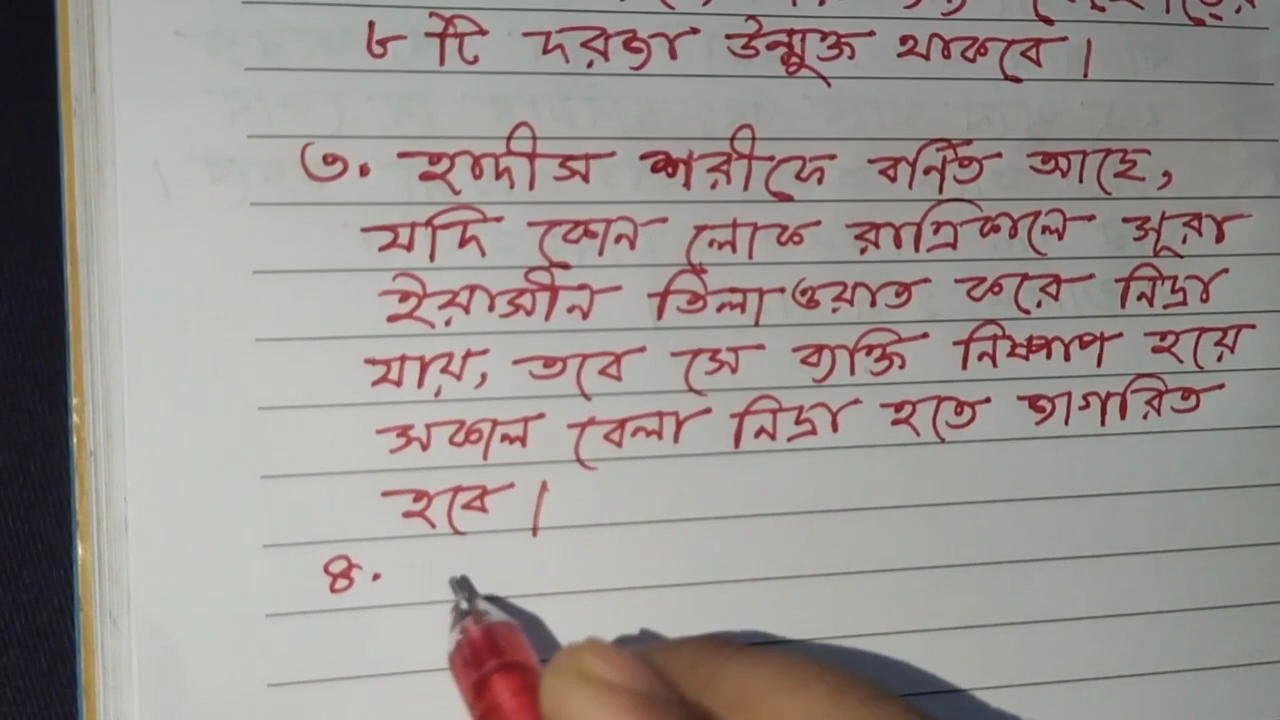 ৮ টি দরজা উন্মুক্ত থাকবে।
৩. হাদীস শরীফে বর্নিত আছে,
যদি কোন লোক রাত্রিকালে সূরা
ইয়াসীন তিলাওয়াত করে নিদ্রা
যায়, তবে সে ব্যক্তি নিষ্পাপ হয়ে
সকাল বেলা নিদ্রা হতে জাগরিত
হবে।
৪.